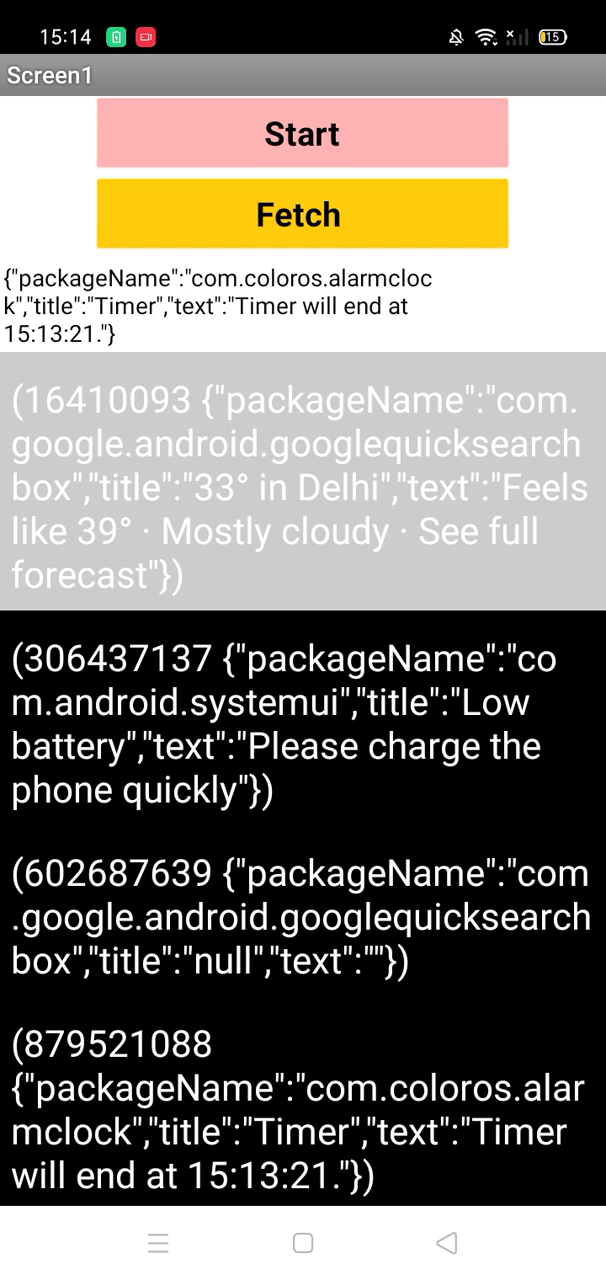 15:14
15
Screen1
Start
Fetch
{"packageName":"com.coloros.alarmcloc
k","title":"Timer","text":"Timer will end at
15:13:21."}
(16410093 {"packageName":"com.
google.android.googlequicksearch
box","title":"33° in Delhi","text":"Feels
like 39° · Mostly cloudy · See full
forecast"})
(306437137 {"packageName":"co
m.android.systemui","title":"Low
battery","text":"Please charge the
phone quickly"})
(602687639 {"packageName":"com
.google.android.googlequicksearch
box","title":"null","text":""})
(879521088
{"packageName":"com.coloros.alar
mclock","title":"Timer","text":"Timer
will end at 15:13:21."})